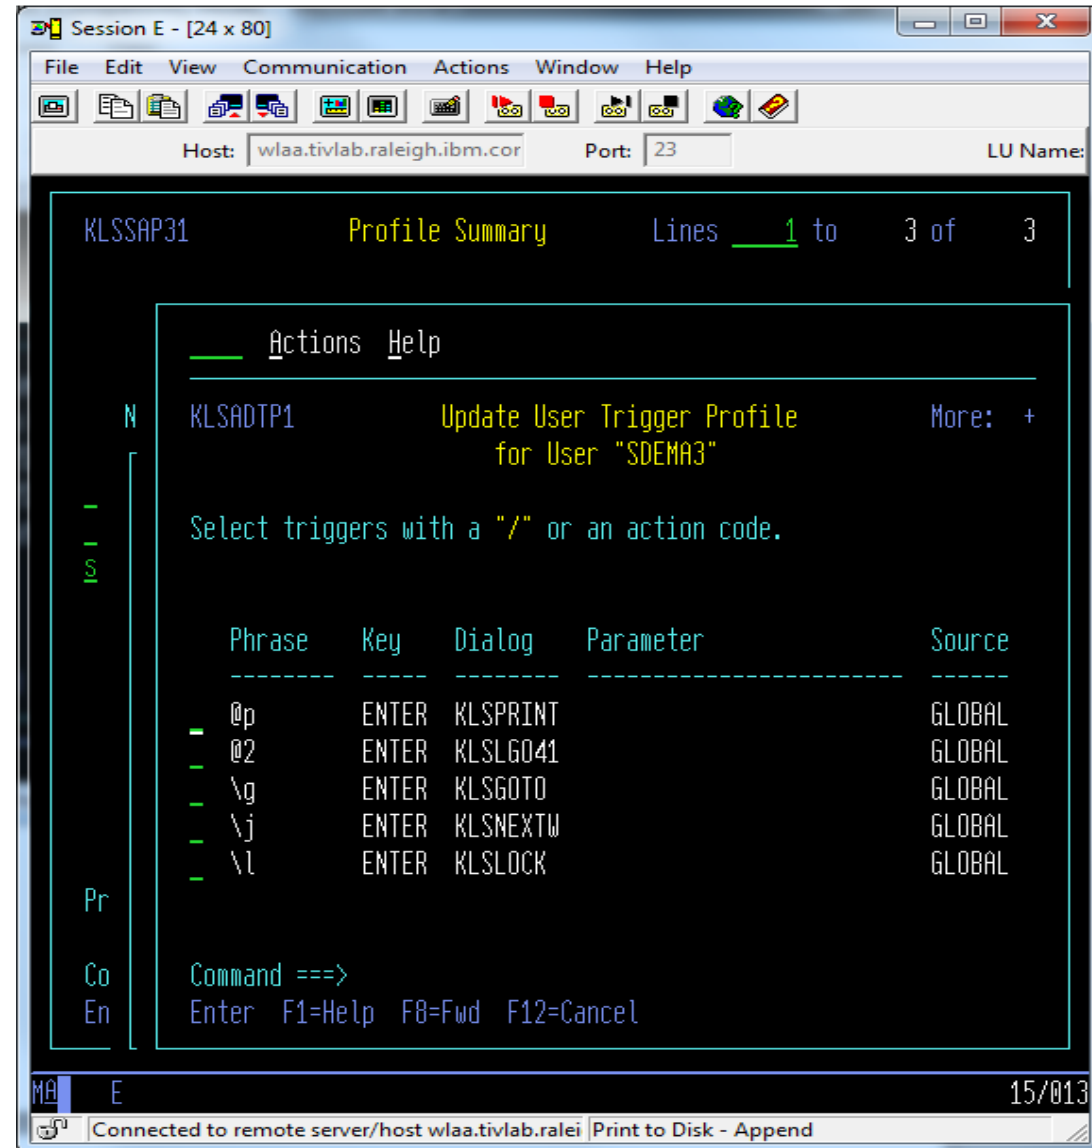 Session E - [24 x 80]
File Edit View Communication Actions Window Help
Host: wlaa.tivlab.raleigh.ibm.cor Port: 23 LU Name:
KLSSAP31 Profile Summary Lines 1 to 3 of 3
Actions Help
N KLSADTP1 Update User Trigger Profile More: +
for User "SDEMA3"
Select triggers with a "/" or an action code.
S
Phrase Key Dialog Parameter Source
-------- ----- -------- ------------------------ ------
_ @p ENTER KLSPRINT GLOBAL
_ @2 ENTER KLSLGO41 GLOBAL
_ \g ENTER KLSGOTO GLOBAL
_ \j ENTER KLSNEXTW GLOBAL
_ \l ENTER KLSLOCK GLOBAL
Pr
Co Command ===>
En Enter F1=Help F8=Fwd F12=Cancel
MA E 15/013
Connected to remote server/host wlaa.tivlab.ralei Print to Disk - Append